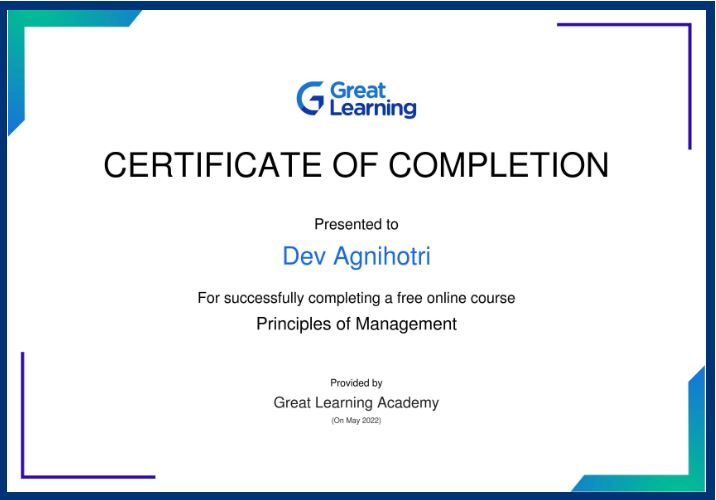 Great
Learning
CERTIFICATE OF COMPLETION
Presented to
Dev Agnihotri
For successfully completing a free online course
Principles of Management
Provided by
Great Learning Academy
(On May 2022)